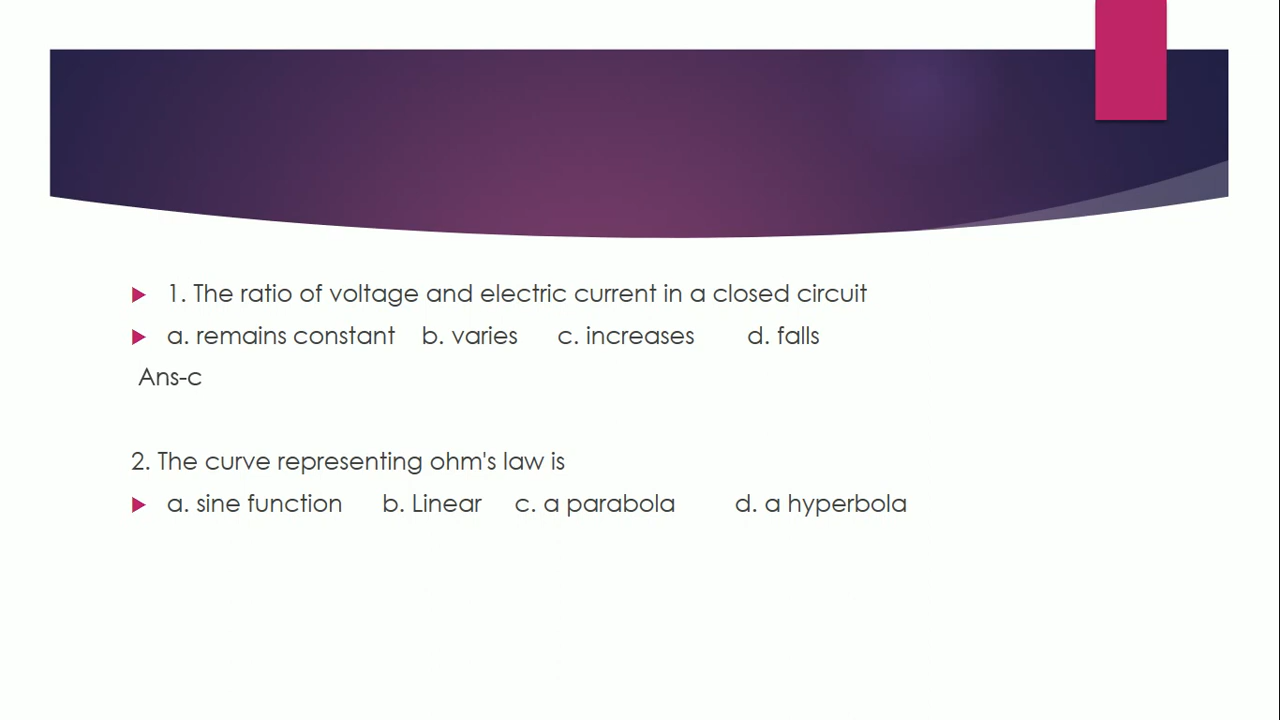 1. The ratio of voltage and electric current in a closed circuit
a. remains constant b. varies c. increases d. falls
Ans-c
2. The curve representing ohm's law is
a. sine function b. Linear c. a parabola d. a hyperbola